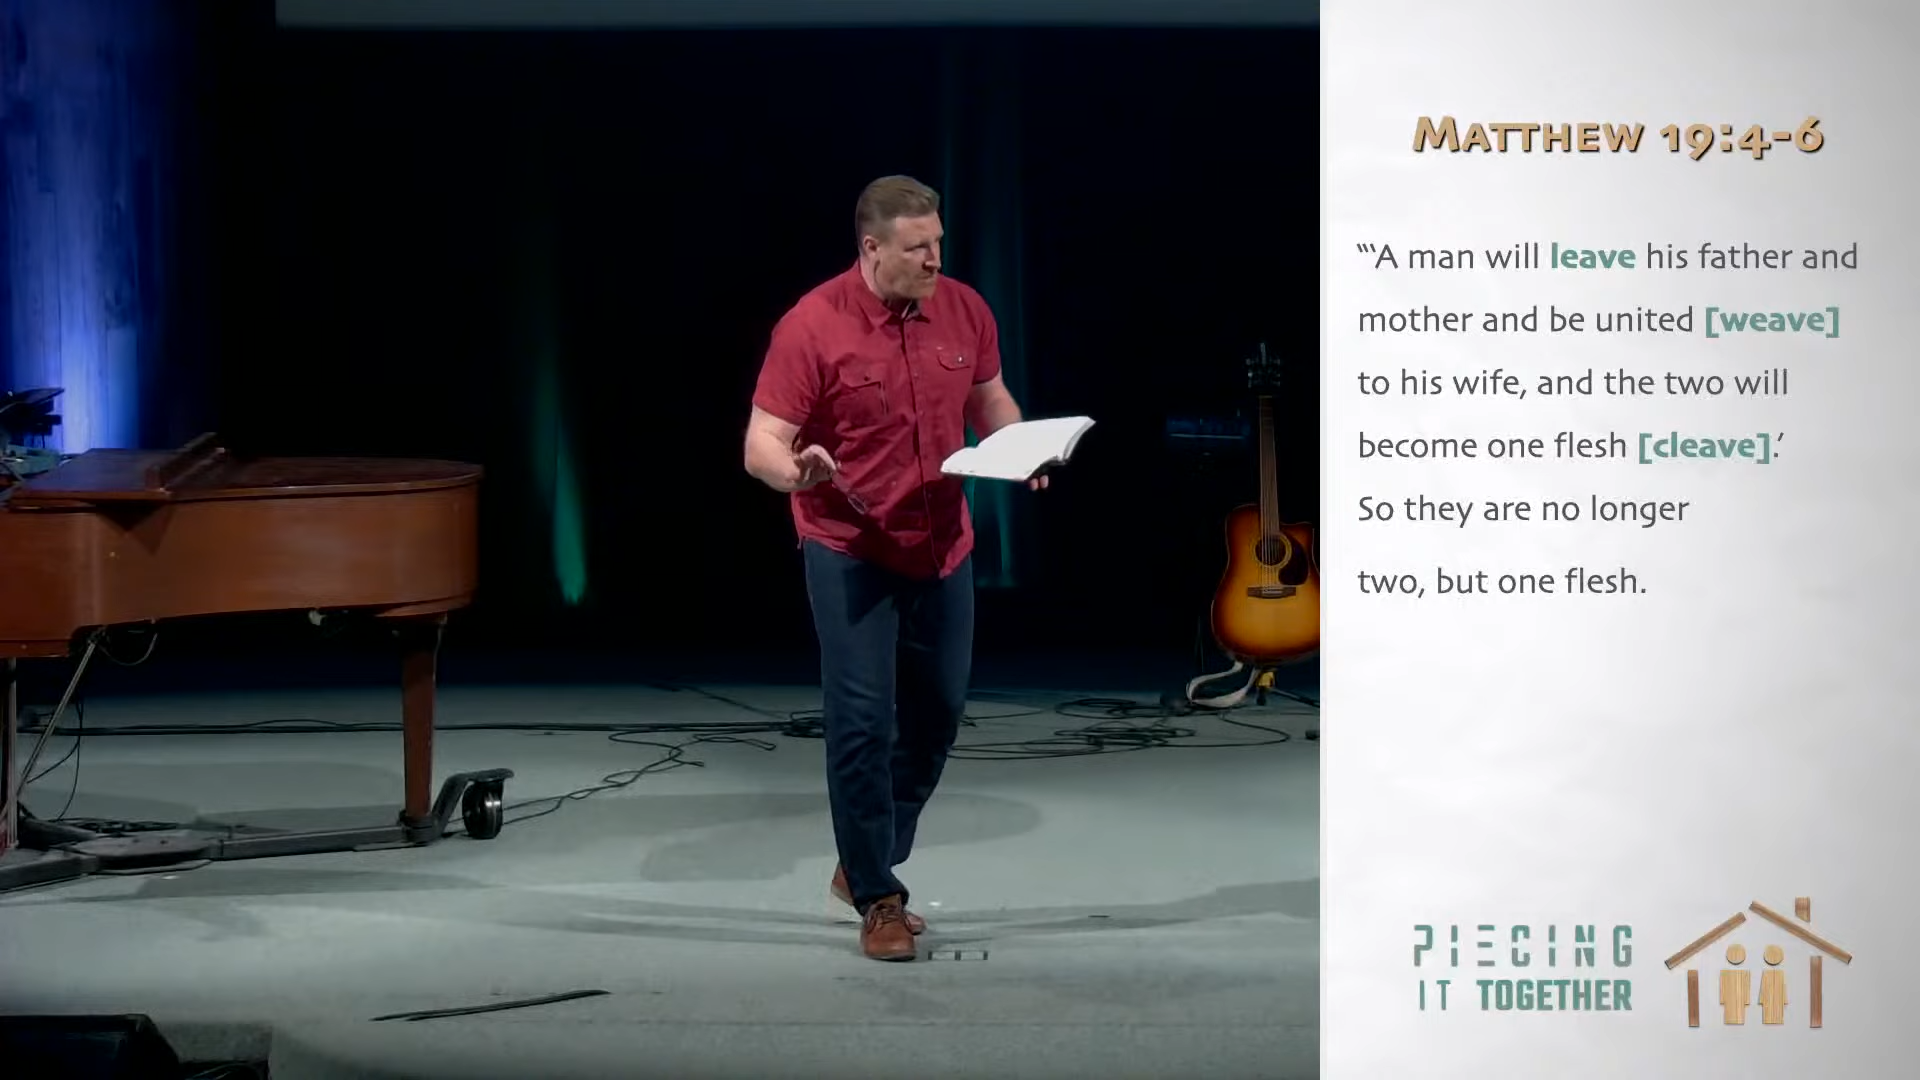 MATTHEW 19:4-6
“‘A man will leave his father and
mother and be united [weave]
to his wife, and the two will
become one flesh [cleave].’
So they are no longer
two, but one flesh.
PIECING
IT TOGETHER